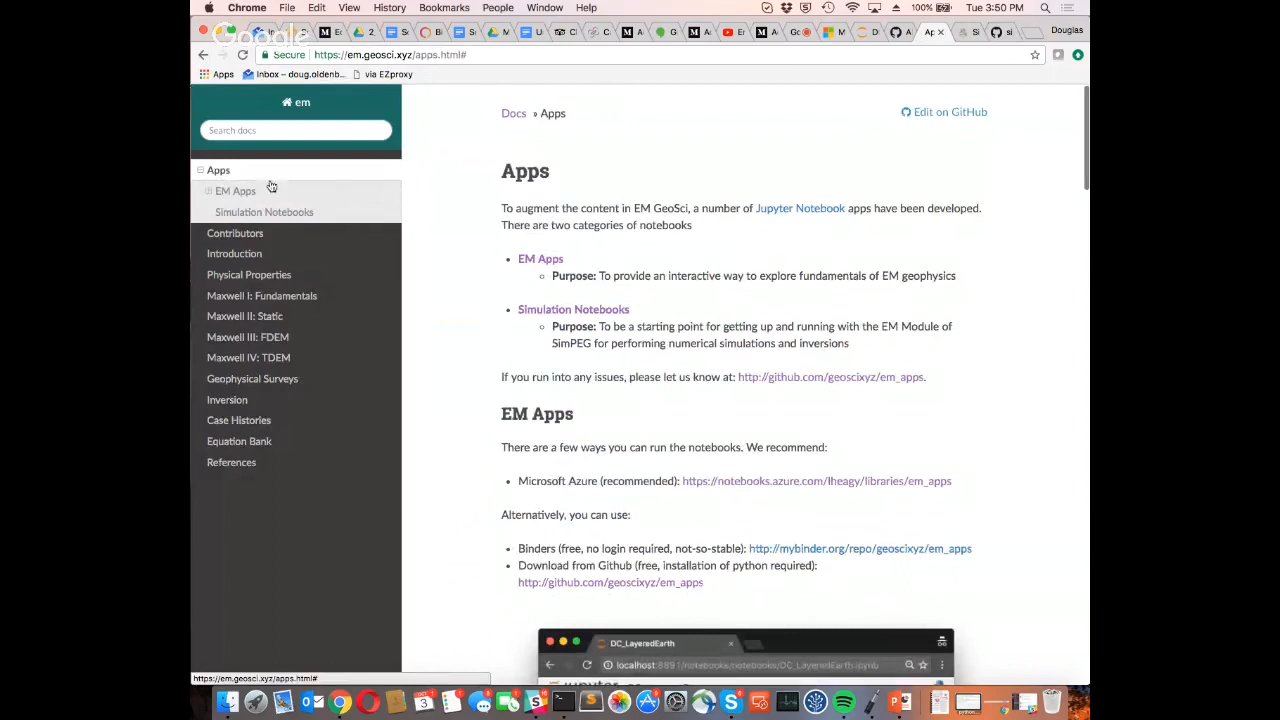 Chrome File Edit View History Bookmarks People Window Help 100% Tue 3:50 PM
Google
Douglas
Secure https://em.geosci.xyz/apps.html#
Apps Inbox – doug.oldenb... via EZproxy
em
Search docs
Apps
EM Apps
Simulation Notebooks
Contributors
Introduction
Physical Properties
Maxwell I: Fundamentals
Maxwell II: Static
Maxwell III: FDEM
Maxwell IV: TDEM
Geophysical Surveys
Inversion
Case Histories
Equation Bank
References
https://em.geosci.xyz/apps.html#
Docs » Apps
Edit on GitHub
Apps
To augment the content in EM GeoSci, a number of Jupyter Notebook apps have been developed.
There are two categories of notebooks
• EM Apps
Purpose: To provide an interactive way to explore fundamentals of EM geophysics
• Simulation Notebooks
Purpose: To be a starting point for getting up and running with the EM Module of
SimPEG for performing numerical simulations and inversions
If you run into any issues, please let us know at: http://github.com/geoscixyz/em_apps.
EM Apps
There are a few ways you can run the notebooks. We recommend:
• Microsoft Azure (recommended): https://notebooks.azure.com/lheagy/libraries/em_apps
Alternatively, you can use:
• Binders (free, no login required, not-so-stable): http://mybinder.org/repo/geoscixyz/em_apps
• Download from Github (free, installation of python required):
http://github.com/geoscixyz/em_apps
DC_LayeredEarth
localhost:8891/notebooks/notebooks/DC_LayeredEarth.ipynb